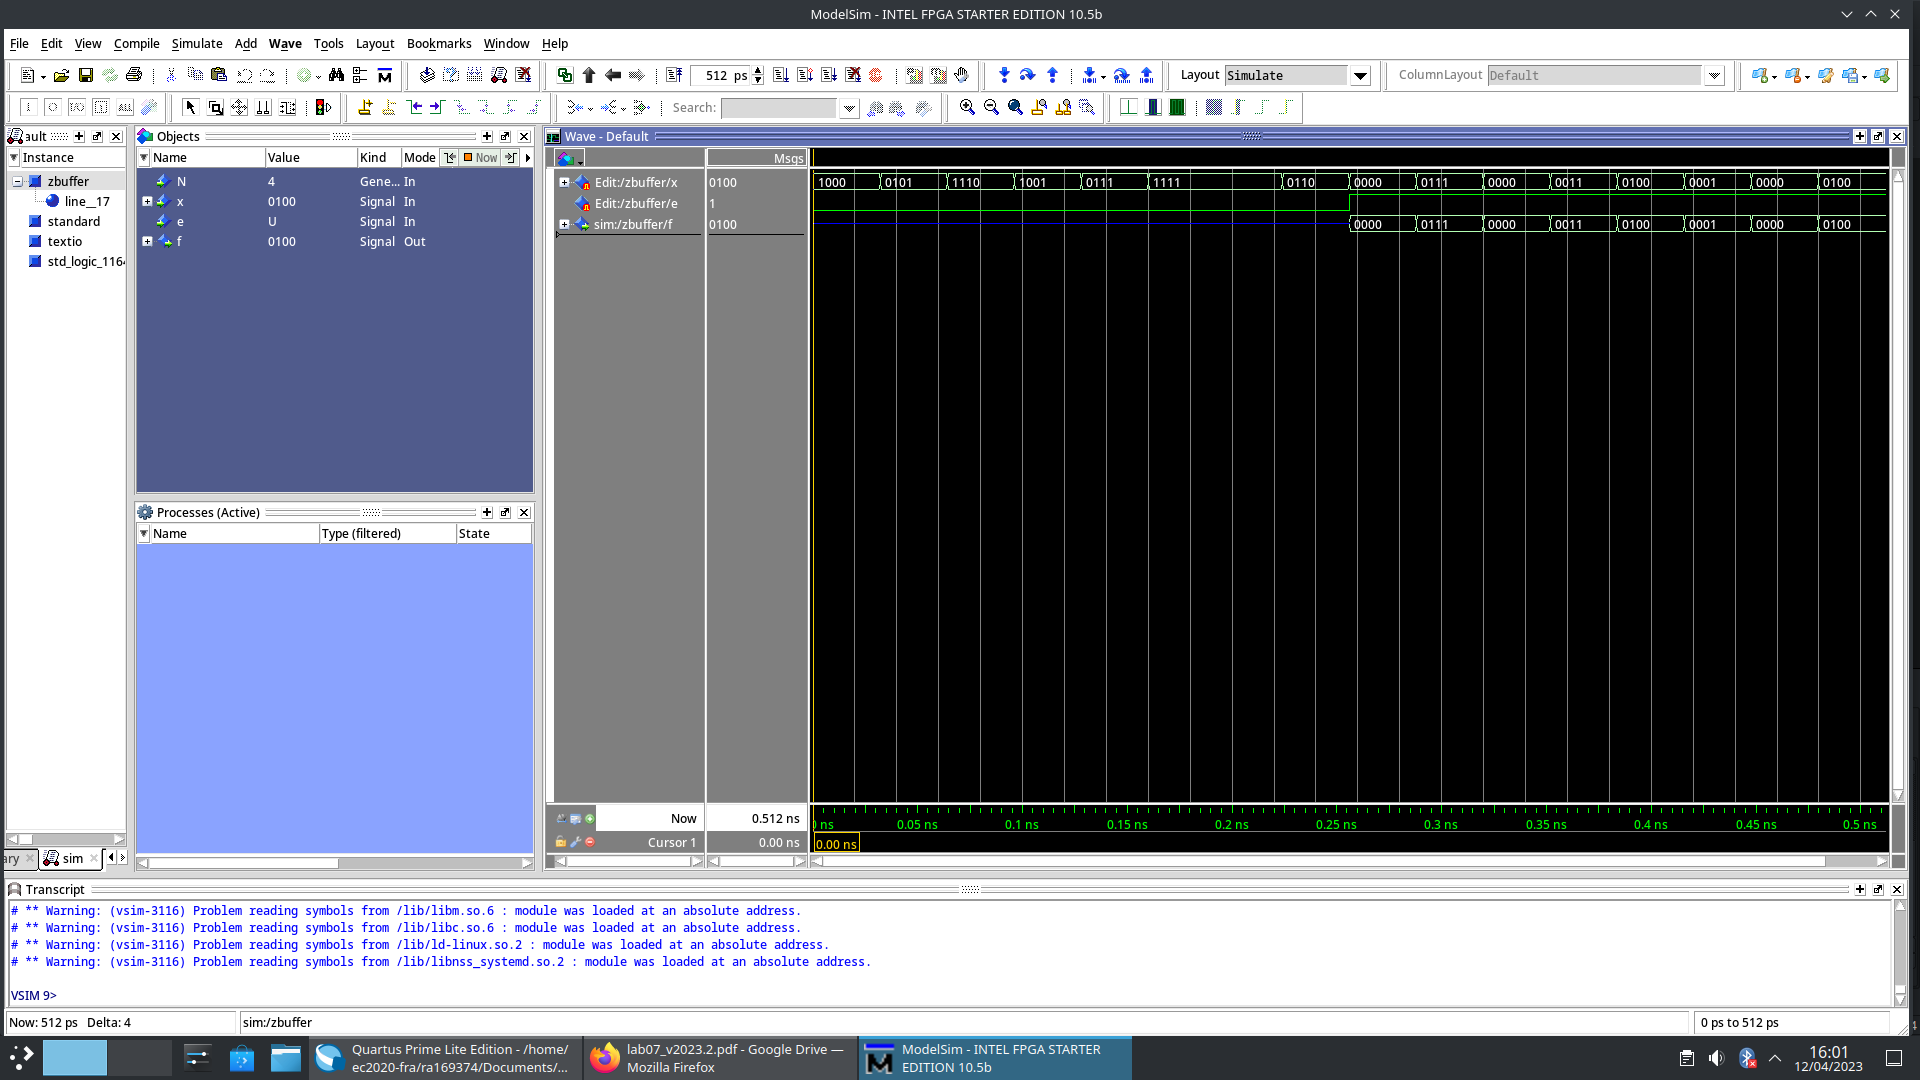 ModelSim - INTEL FPGA STARTER EDITION 10.5b
File Edit View Compile Simulate Add Wave Tools Layout Bookmarks Window Help
512 ps
Layout Simulate
ColumnLayout Default
Search:
ault
Instance
zbuffer
line__17
standard
textio
std_logic_1164
ary
sim
Objects
Name Value Kind Mode Now
N 4 Gene... In
x 0100 Signal In
e U Signal In
f 0100 Signal Out
Processes (Active)
Name Type (filtered) State
Wave - Default
Msgs
Edit:/zbuffer/x 0100 1000 0101 1110 1001 0111 1111 0110 0000 0111 0000 0011 0100 0001 0000 0100
Edit:/zbuffer/e 1
sim:/zbuffer/f 0100 0000 0111 0000 0011 0100 0001 0000 0100
Now 0.512 ns ns 0.05 ns 0.1 ns 0.15 ns 0.2 ns 0.25 ns 0.3 ns 0.35 ns 0.4 ns 0.45 ns 0.5 ns
Cursor 1 0.00 ns 0.00 ns
Transcript
# ** Warning: (vsim-3116) Problem reading symbols from /lib/libm.so.6 : module was loaded at an absolute address.
# ** Warning: (vsim-3116) Problem reading symbols from /lib/libc.so.6 : module was loaded at an absolute address.
# ** Warning: (vsim-3116) Problem reading symbols from /lib/ld-linux.so.2 : module was loaded at an absolute address.
# ** Warning: (vsim-3116) Problem reading symbols from /lib/libnss_systemd.so.2 : module was loaded at an absolute address.
VSIM 9>
Now: 512 ps Delta: 4 sim:/zbuffer 0 ps to 512 ps
Quartus Prime Lite Edition - /home/
ec2020-fra/ra169374/Documents/...
lab07_v2023.2.pdf - Google Drive —
Mozilla Firefox
ModelSim - INTEL FPGA STARTER
EDITION 10.5b
16:01
12/04/2023